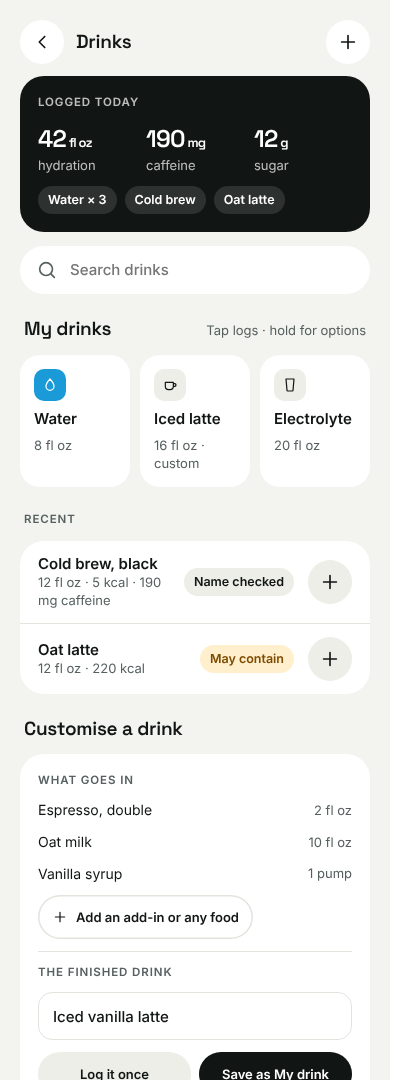 Drinks
LOGGED TODAY
42 fl oz
190 mg
12 g
hydration
caffeine
sugar
Water × 3
Cold brew
Oat latte
Search drinks
My drinks
Tap logs · hold for options
Water
8 fl oz
Iced latte
16 fl oz ·
custom
Electrolyte
20 fl oz
RECENT
Cold brew, black
12 fl oz · 5 kcal · 190
mg caffeine
Name checked
Oat latte
12 fl oz · 220 kcal
May contain
Customise a drink
WHAT GOES IN
Espresso, double
2 fl oz
Oat milk
10 fl oz
Vanilla syrup
1 pump
Add an add-in or any food
THE FINISHED DRINK
Iced vanilla latte
Log it once
Save as My drink